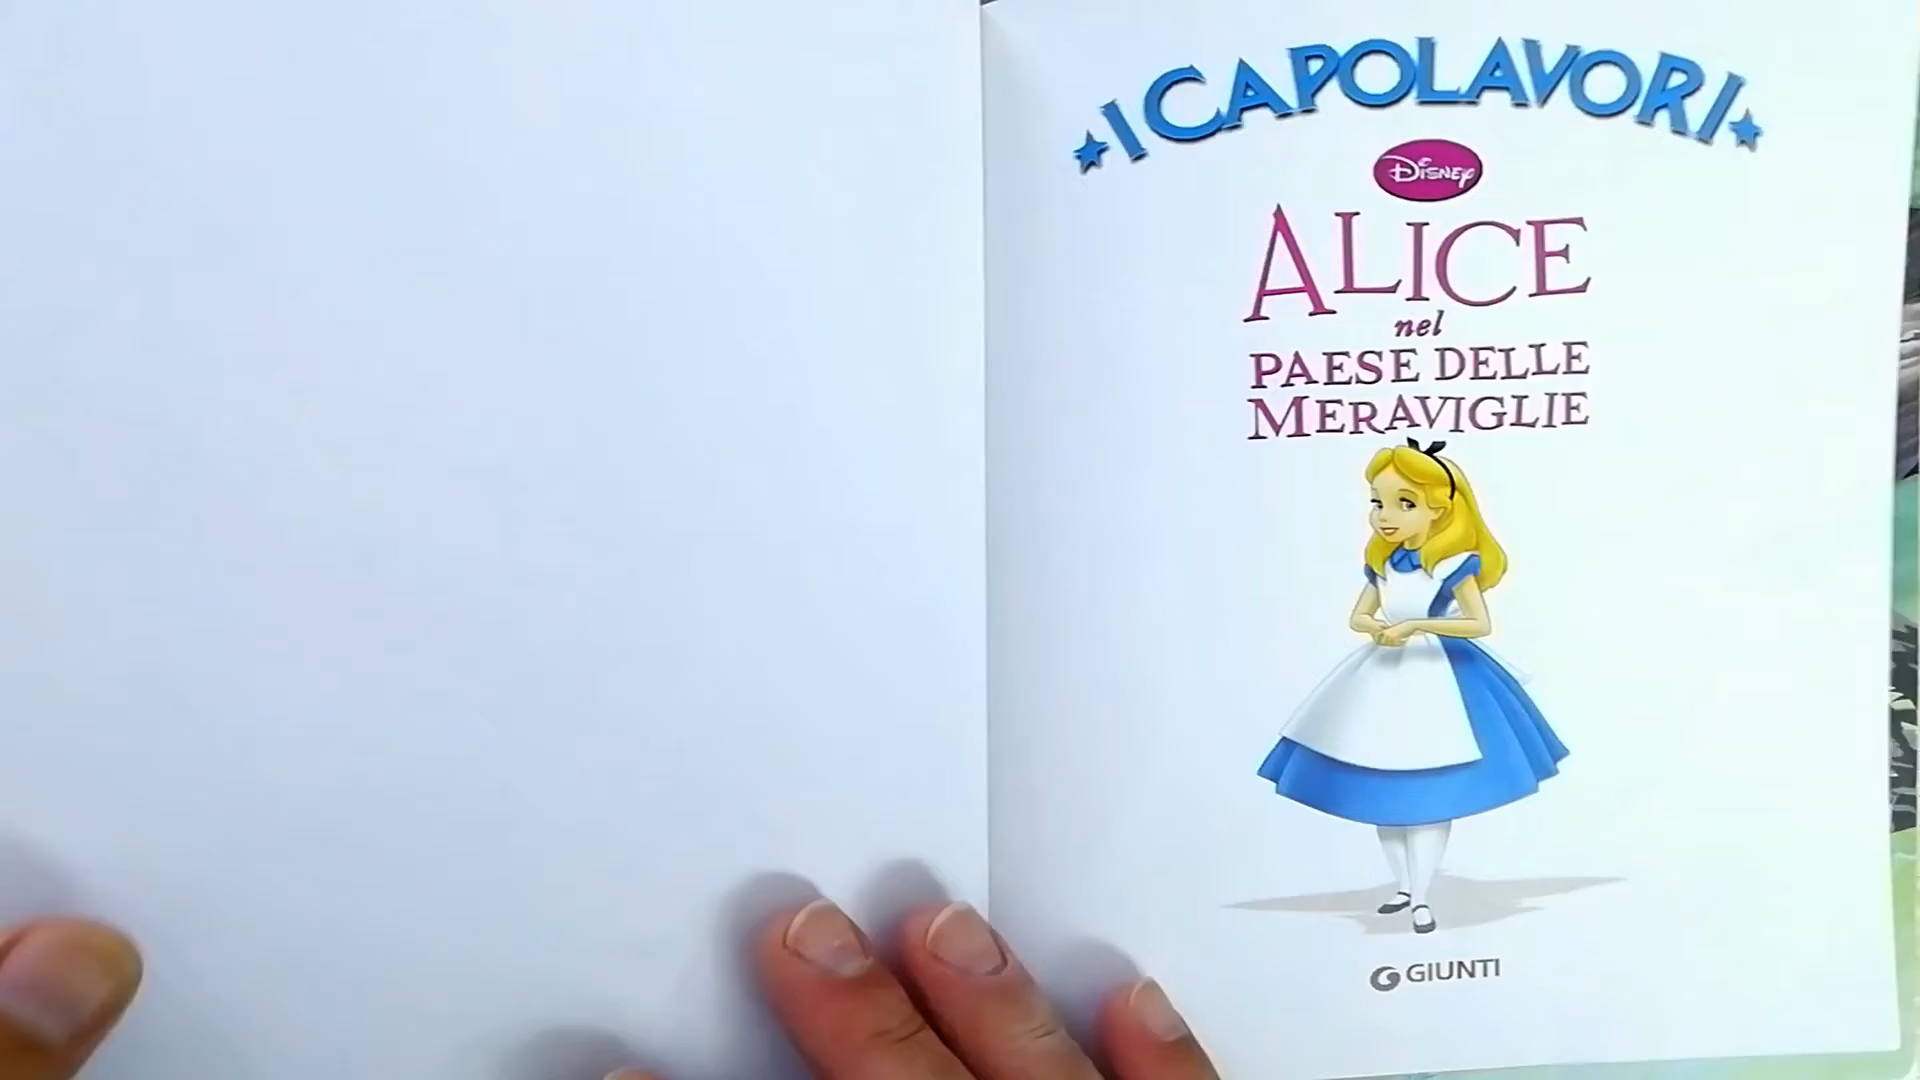 I CAPOLAVORI
DISNEY
ALICE
nel
PAESE DELLE
MERAVIGLIE
GIUNTI